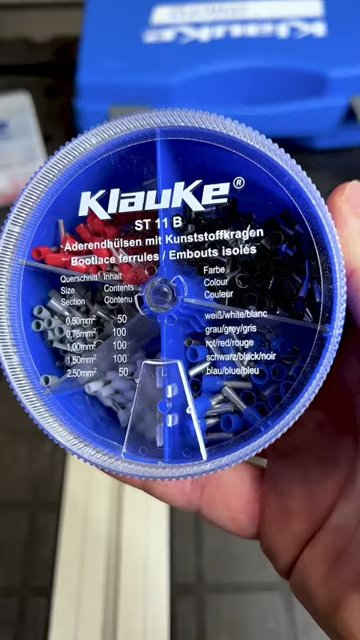 Klauke
Klauke®
ST 11 B
Aderendhülsen mit Kunststoffkragen
Bootlace ferrules / Embouts isolés
Querschnitt Inhalt Farbe
Size Contents Colour
Section Contenu Couleur
0,50mm² 50 weiß/white/blanc
0,75mm² 100 grau/grey/gris
1,00mm² 100 rot/red/rouge
1,50mm² 100 schwarz/black/noir
2,50mm² 50 blau/blue/bleu